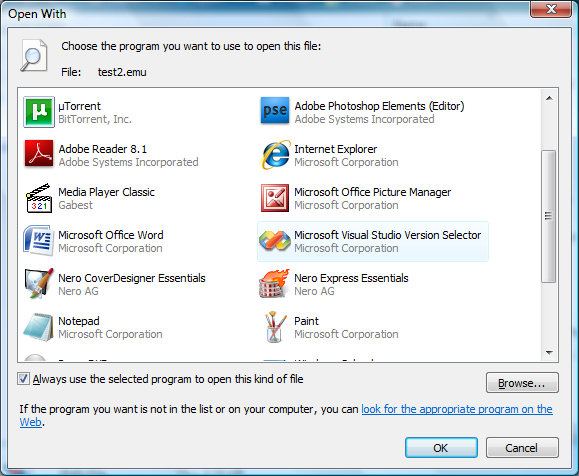 Open With
Choose the program you want to use to open this file:
File: test2.emu
µTorrent
BitTorrent, Inc.
Adobe Photoshop Elements (Editor)
Adobe Systems Incorporated
Adobe Reader 8.1
Adobe Systems Incorporated
Internet Explorer
Microsoft Corporation
Media Player Classic
Gabest
Microsoft Office Picture Manager
Microsoft Corporation
Microsoft Office Word
Microsoft Corporation
Microsoft Visual Studio Version Selector
Microsoft Corporation
Nero CoverDesigner Essentials
Nero AG
Nero Express Essentials
Nero AG
Notepad
Microsoft Corporation
Paint
Microsoft Corporation
Always use the selected program to open this kind of file
Browse...
If the program you want is not in the list or on your computer, you can look for the appropriate program on the
Web.
OK Cancel